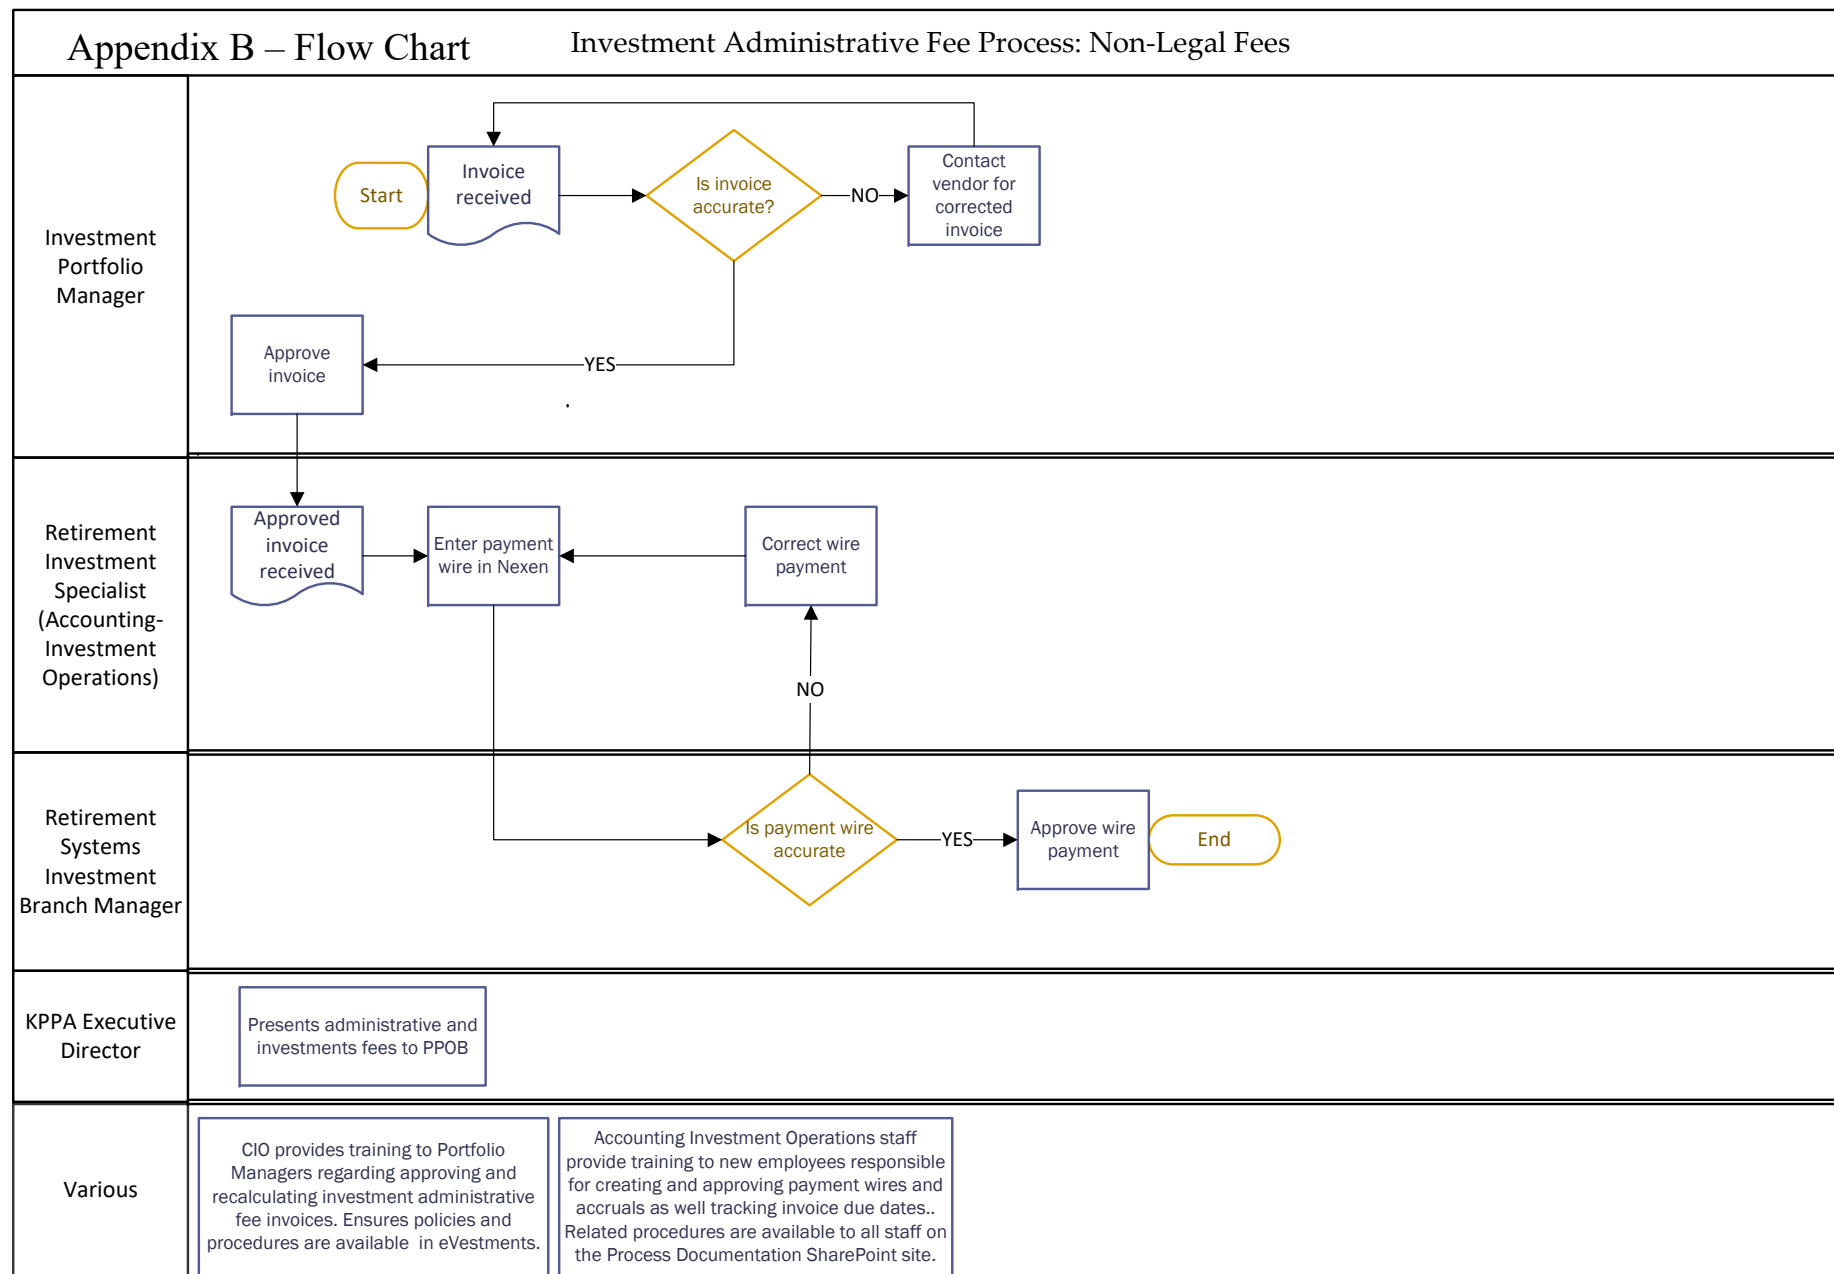 Appendix B – Flow Chart
Investment Administrative Fee Process: Non-Legal Fees
Investment
Portfolio
Manager
Start
Invoice
received
Is invoice
accurate?
NO
Contact
vendor for
corrected
invoice
YES
Approve
invoice
Retirement
Investment
Specialist
(Accounting-
Investment
Operations)
Approved
invoice
received
Enter payment
wire in Nexen
Correct wire
payment
NO
Retirement
Systems
Investment
Branch Manager
Is payment wire
accurate
YES
Approve wire
payment
End
KPPA Executive
Director
Presents administrative and
investments fees to PPOB
Various
CIO provides training to Portfolio
Managers regarding approving and
recalculating investment administrative
fee invoices. Ensures policies and
procedures are available  in eVestments.
Accounting Investment Operations staff
provide training to new employees responsible
for creating and approving payment wires and
accruals as well tracking invoice due dates..
Related procedures are available to all staff on
the Process Documentation SharePoint site.